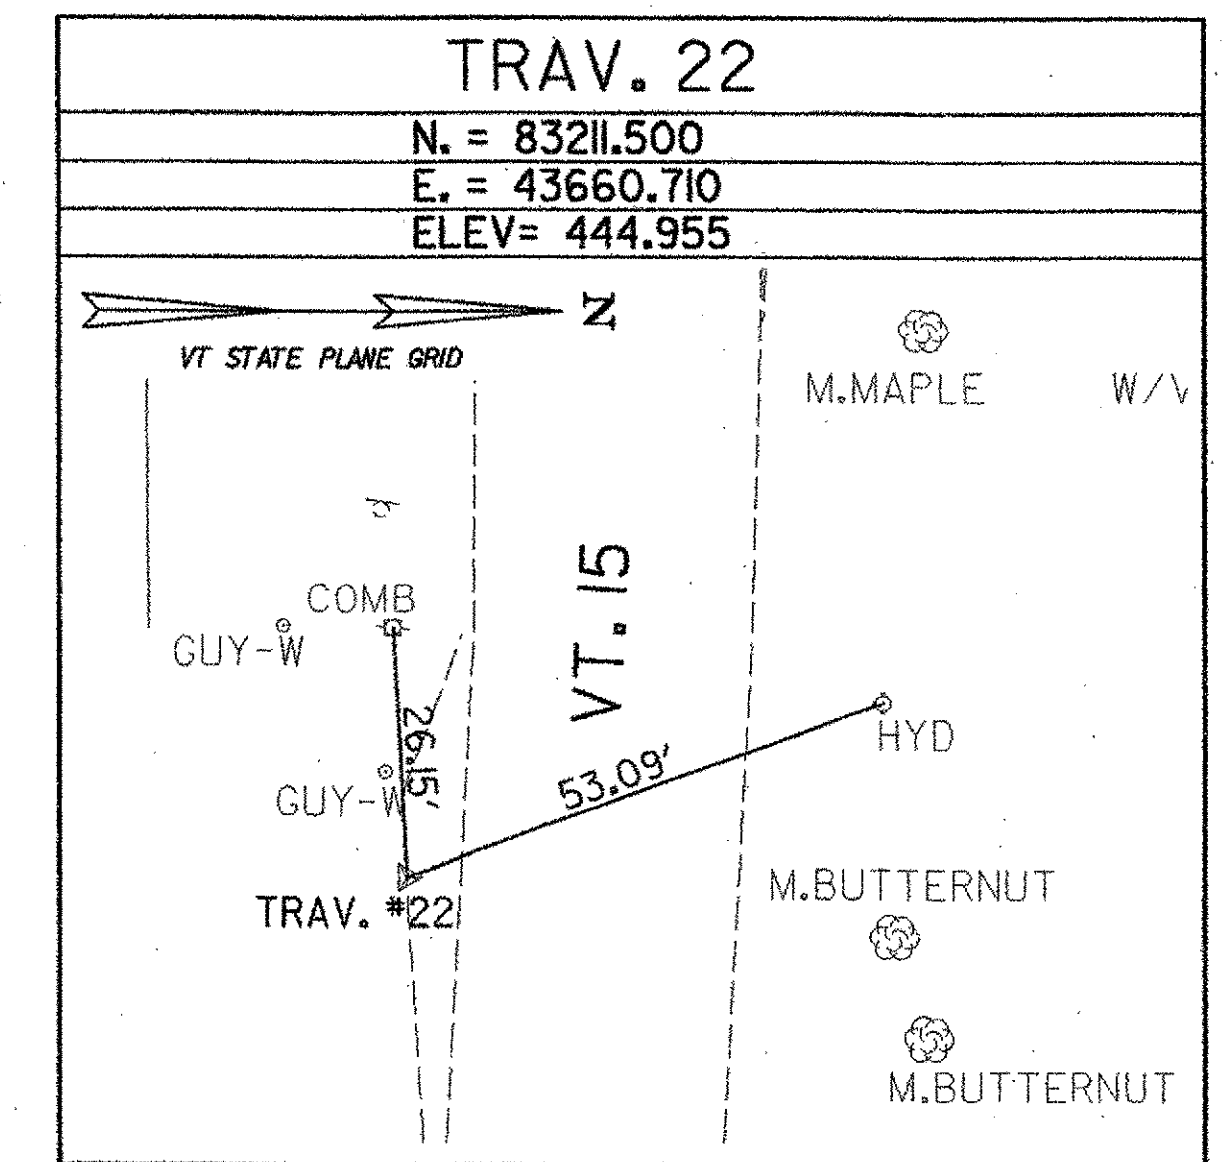 TRAV. 22
N. = 83211.500
E. = 43660.710
ELEV= 444.955
N
VT STATE PLANE GRID
M.MAPLE
W/V
COMB
GUY-W
VT. 15
26.15'
HYD
53.09'
GUY-W
M.BUTTERNUT
TRAV. #22
M.BUTTERNUT